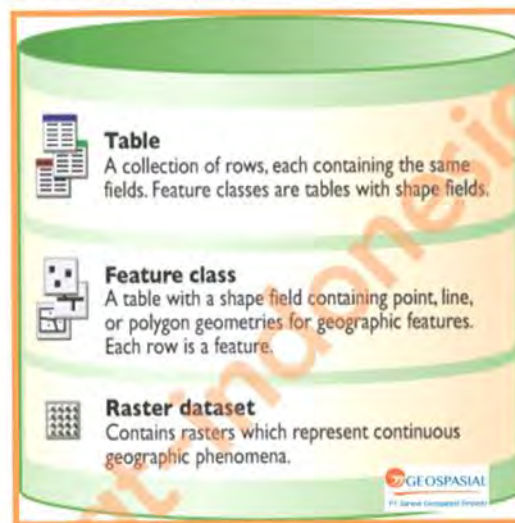 Table
A collection of rows, each containing the same
fields. Feature classes are tables with shape fields.
Feature class
A table with a shape field containing point, line,
or polygon geometries for geographic features.
Each row is a feature.
Raster dataset
Contains rasters which represent continuous
geographic phenomena.
GEOSPASIAL